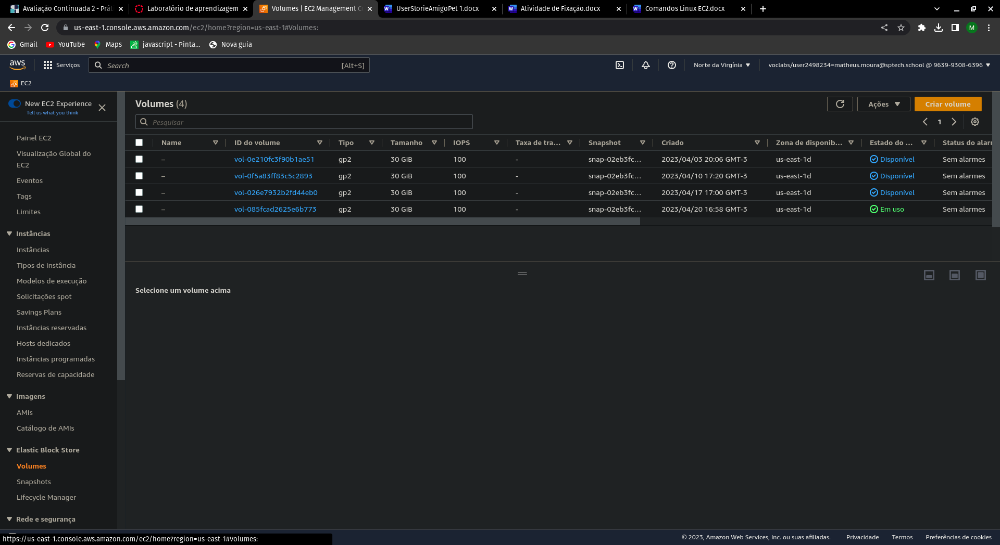 Avaliação Continuada 2 - Prát
Laboratório de aprendizagem
Volumes | EC2 Management C
UserStorieAmigoPet 1.docx
Atividade de Fixação.docx
Comandos Linux EC2.docx
us-east-1.console.aws.amazon.com/ec2/home?region=us-east-1#Volumes:
M
Gmail
YouTube
Maps
javascript - Pinta...
Nova guia
aws
Serviços
Search
[Alt+S]
Norte da Virgínia
voclabs/user2498234=matheus.moura@sptech.school @ 9639-9308-6396
EC2
New EC2 Experience
Tell us what you think
Painel EC2
Visualização Global do
EC2
Eventos
Tags
Limites
Instâncias
Instâncias
Tipos de instância
Modelos de execução
Solicitações spot
Savings Plans
Instâncias reservadas
Hosts dedicados
Instâncias programadas
Reservas de capacidade
Imagens
AMIs
Catálogo de AMIs
Elastic Block Store
Volumes
Snapshots
Lifecycle Manager
Rede e segurança
Volumes (4)
Ações
Criar volume
Pesquisar
1
Name ID do volume Tipo Tamanho IOPS Taxa de tra... Snapshot Criado Zona de disponib... Estado do ... Status do alarr
– vol-0e210fc3f90b1ae51 gp2 30 GiB 100 - snap-02eb3fc... 2023/04/03 20:06 GMT-3 us-east-1d Disponível Sem alarmes
– vol-0f5a83ff83c5c2893 gp2 30 GiB 100 - snap-02eb3fc... 2023/04/10 17:20 GMT-3 us-east-1d Disponível Sem alarmes
– vol-026e7932b2fd44eb0 gp2 30 GiB 100 - snap-02eb3fc... 2023/04/17 17:00 GMT-3 us-east-1d Disponível Sem alarmes
– vol-085fcad2625e6b773 gp2 30 GiB 100 - snap-02eb3fc... 2023/04/20 16:58 GMT-3 us-east-1d Em uso Sem alarmes
Selecione um volume acima
https://us-east-1.console.aws.amazon.com/ec2/home?region=us-east-1#Volumes:
© 2023, Amazon Web Services, Inc. ou suas afiliadas.
Privacidade
Termos
Preferências de cookies